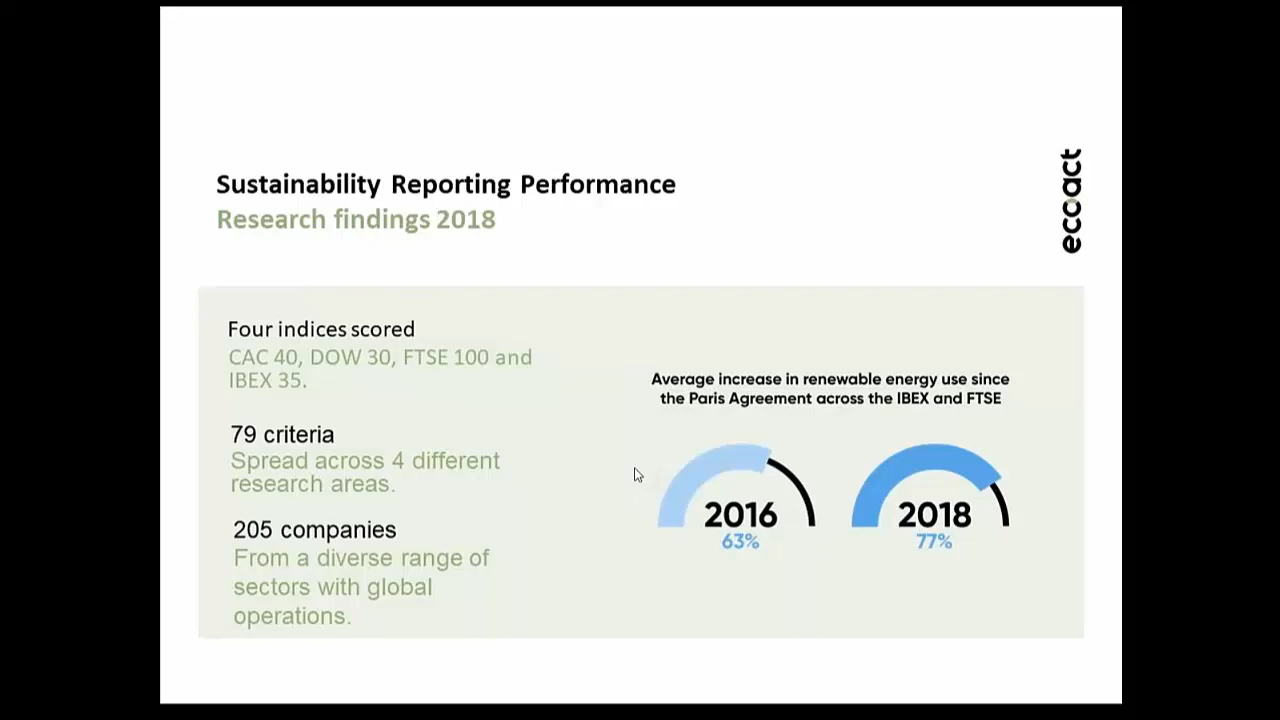 Sustainability Reporting Performance
Research findings 2018
ecoact
Four indices scored
CAC 40, DOW 30, FTSE 100 and
IBEX 35.
79 criteria
Spread across 4 different
research areas.
205 companies
From a diverse range of
sectors with global
operations.
Average increase in renewable energy use since
the Paris Agreement across the IBEX and FTSE
2016
63%
2018
77%